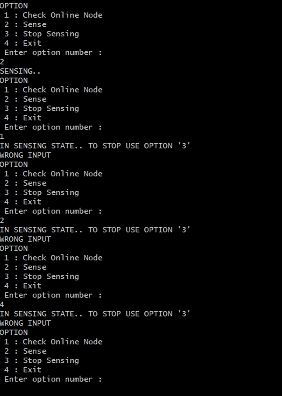 OPTION
1 : Check Online Node
2 : Sense
3 : Stop Sensing
4 : Exit
Enter option number :
2
SENSING..
OPTION
1 : Check Online Node
2 : Sense
3 : Stop Sensing
4 : Exit
Enter option number :
1
IN SENSING STATE.. TO STOP USE OPTION '3'
WRONG INPUT
OPTION
1 : Check Online Node
2 : Sense
3 : Stop Sensing
4 : Exit
Enter option number :
2
IN SENSING STATE.. TO STOP USE OPTION '3'
WRONG INPUT
OPTION
1 : Check Online Node
2 : Sense
3 : Stop Sensing
4 : Exit
Enter option number :
4
IN SENSING STATE.. TO STOP USE OPTION '3'
WRONG INPUT
OPTION
1 : Check Online Node
2 : Sense
3 : Stop Sensing
4 : Exit
Enter option number :